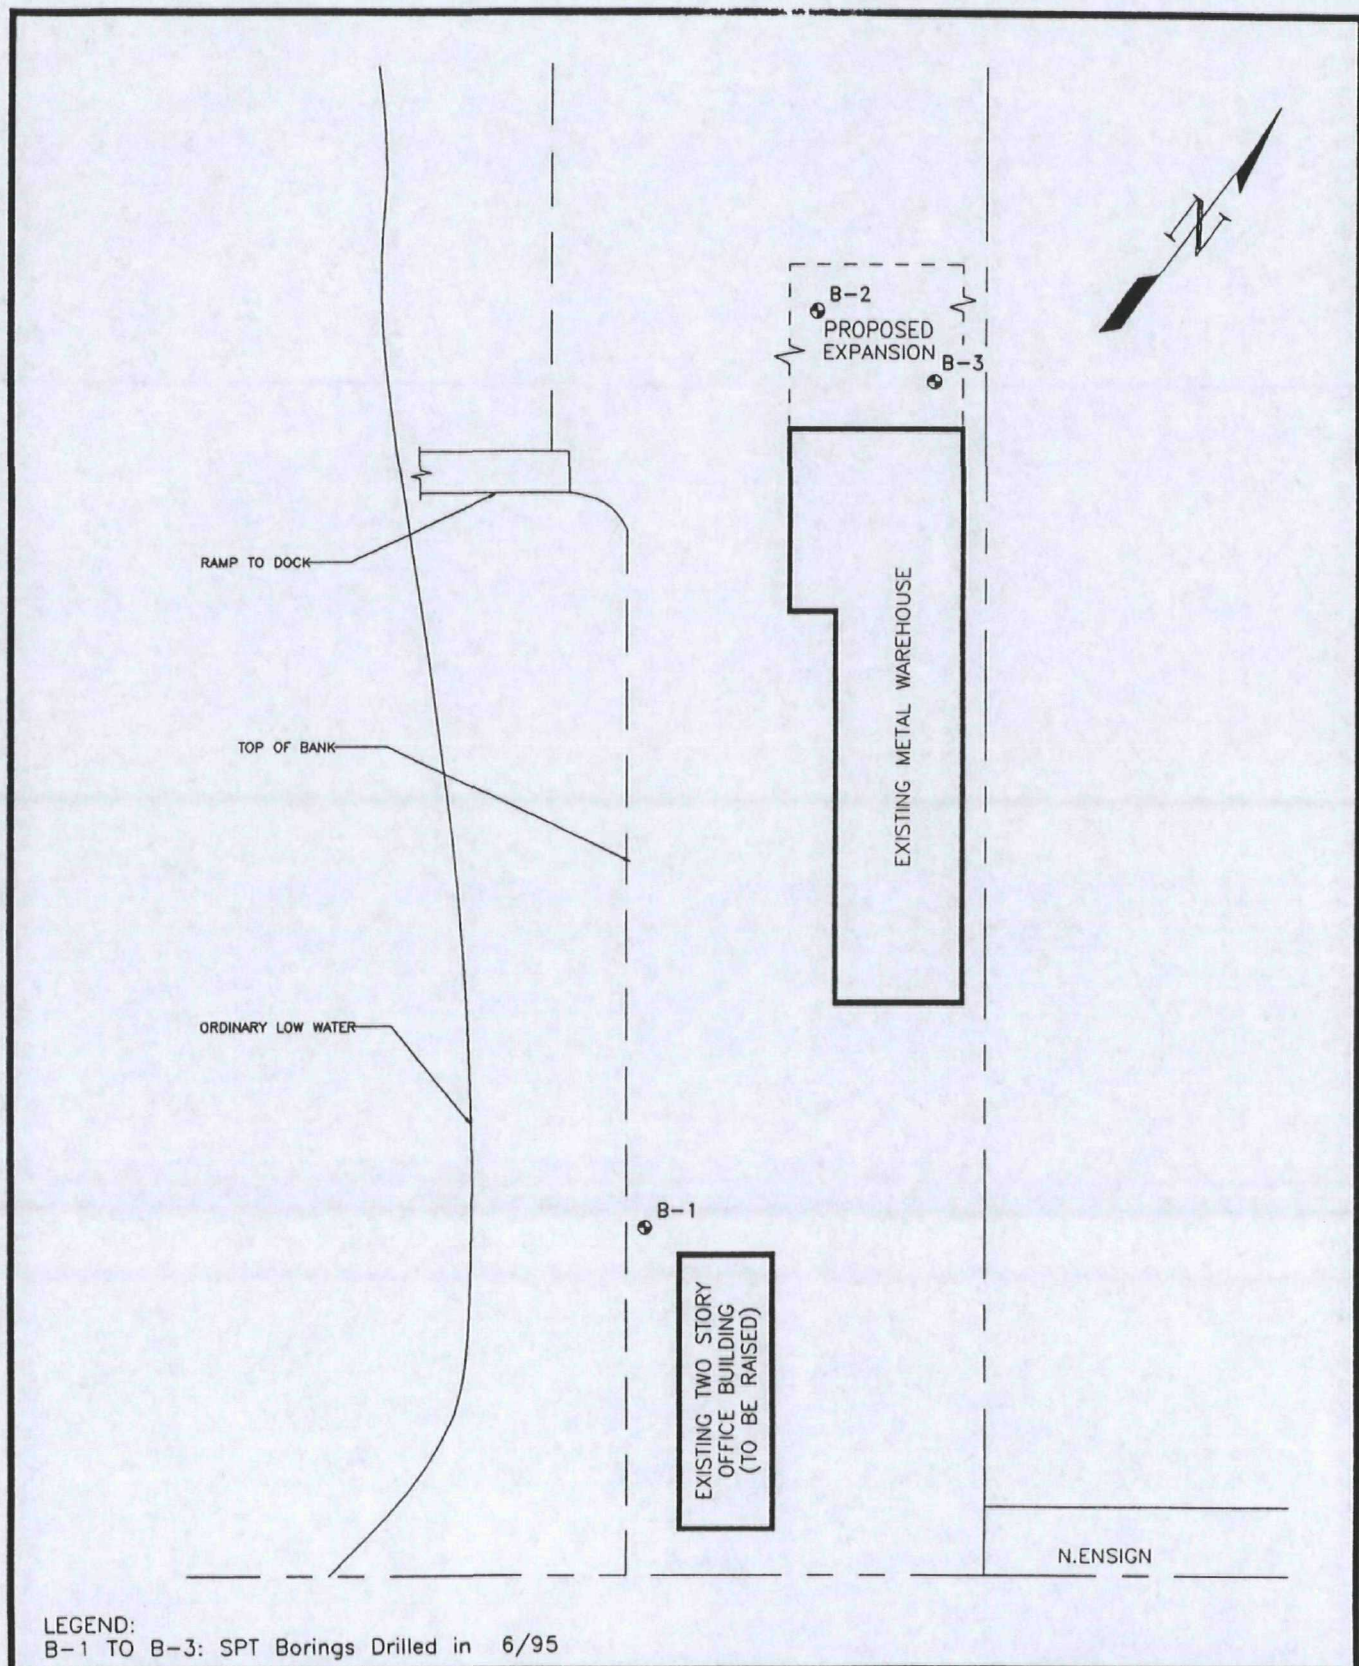 B-2
PROPOSED
EXPANSION
B-3
N
RAMP TO DOCK
EXISTING METAL WAREHOUSE
TOP OF BANK
ORDINARY LOW WATER
B-1
EXISTING TWO STORY
OFFICE BUILDING
(TO BE RAISED)
N.ENSIGN
LEGEND:
B-1 TO B-3: SPT Borings Drilled in 6/95